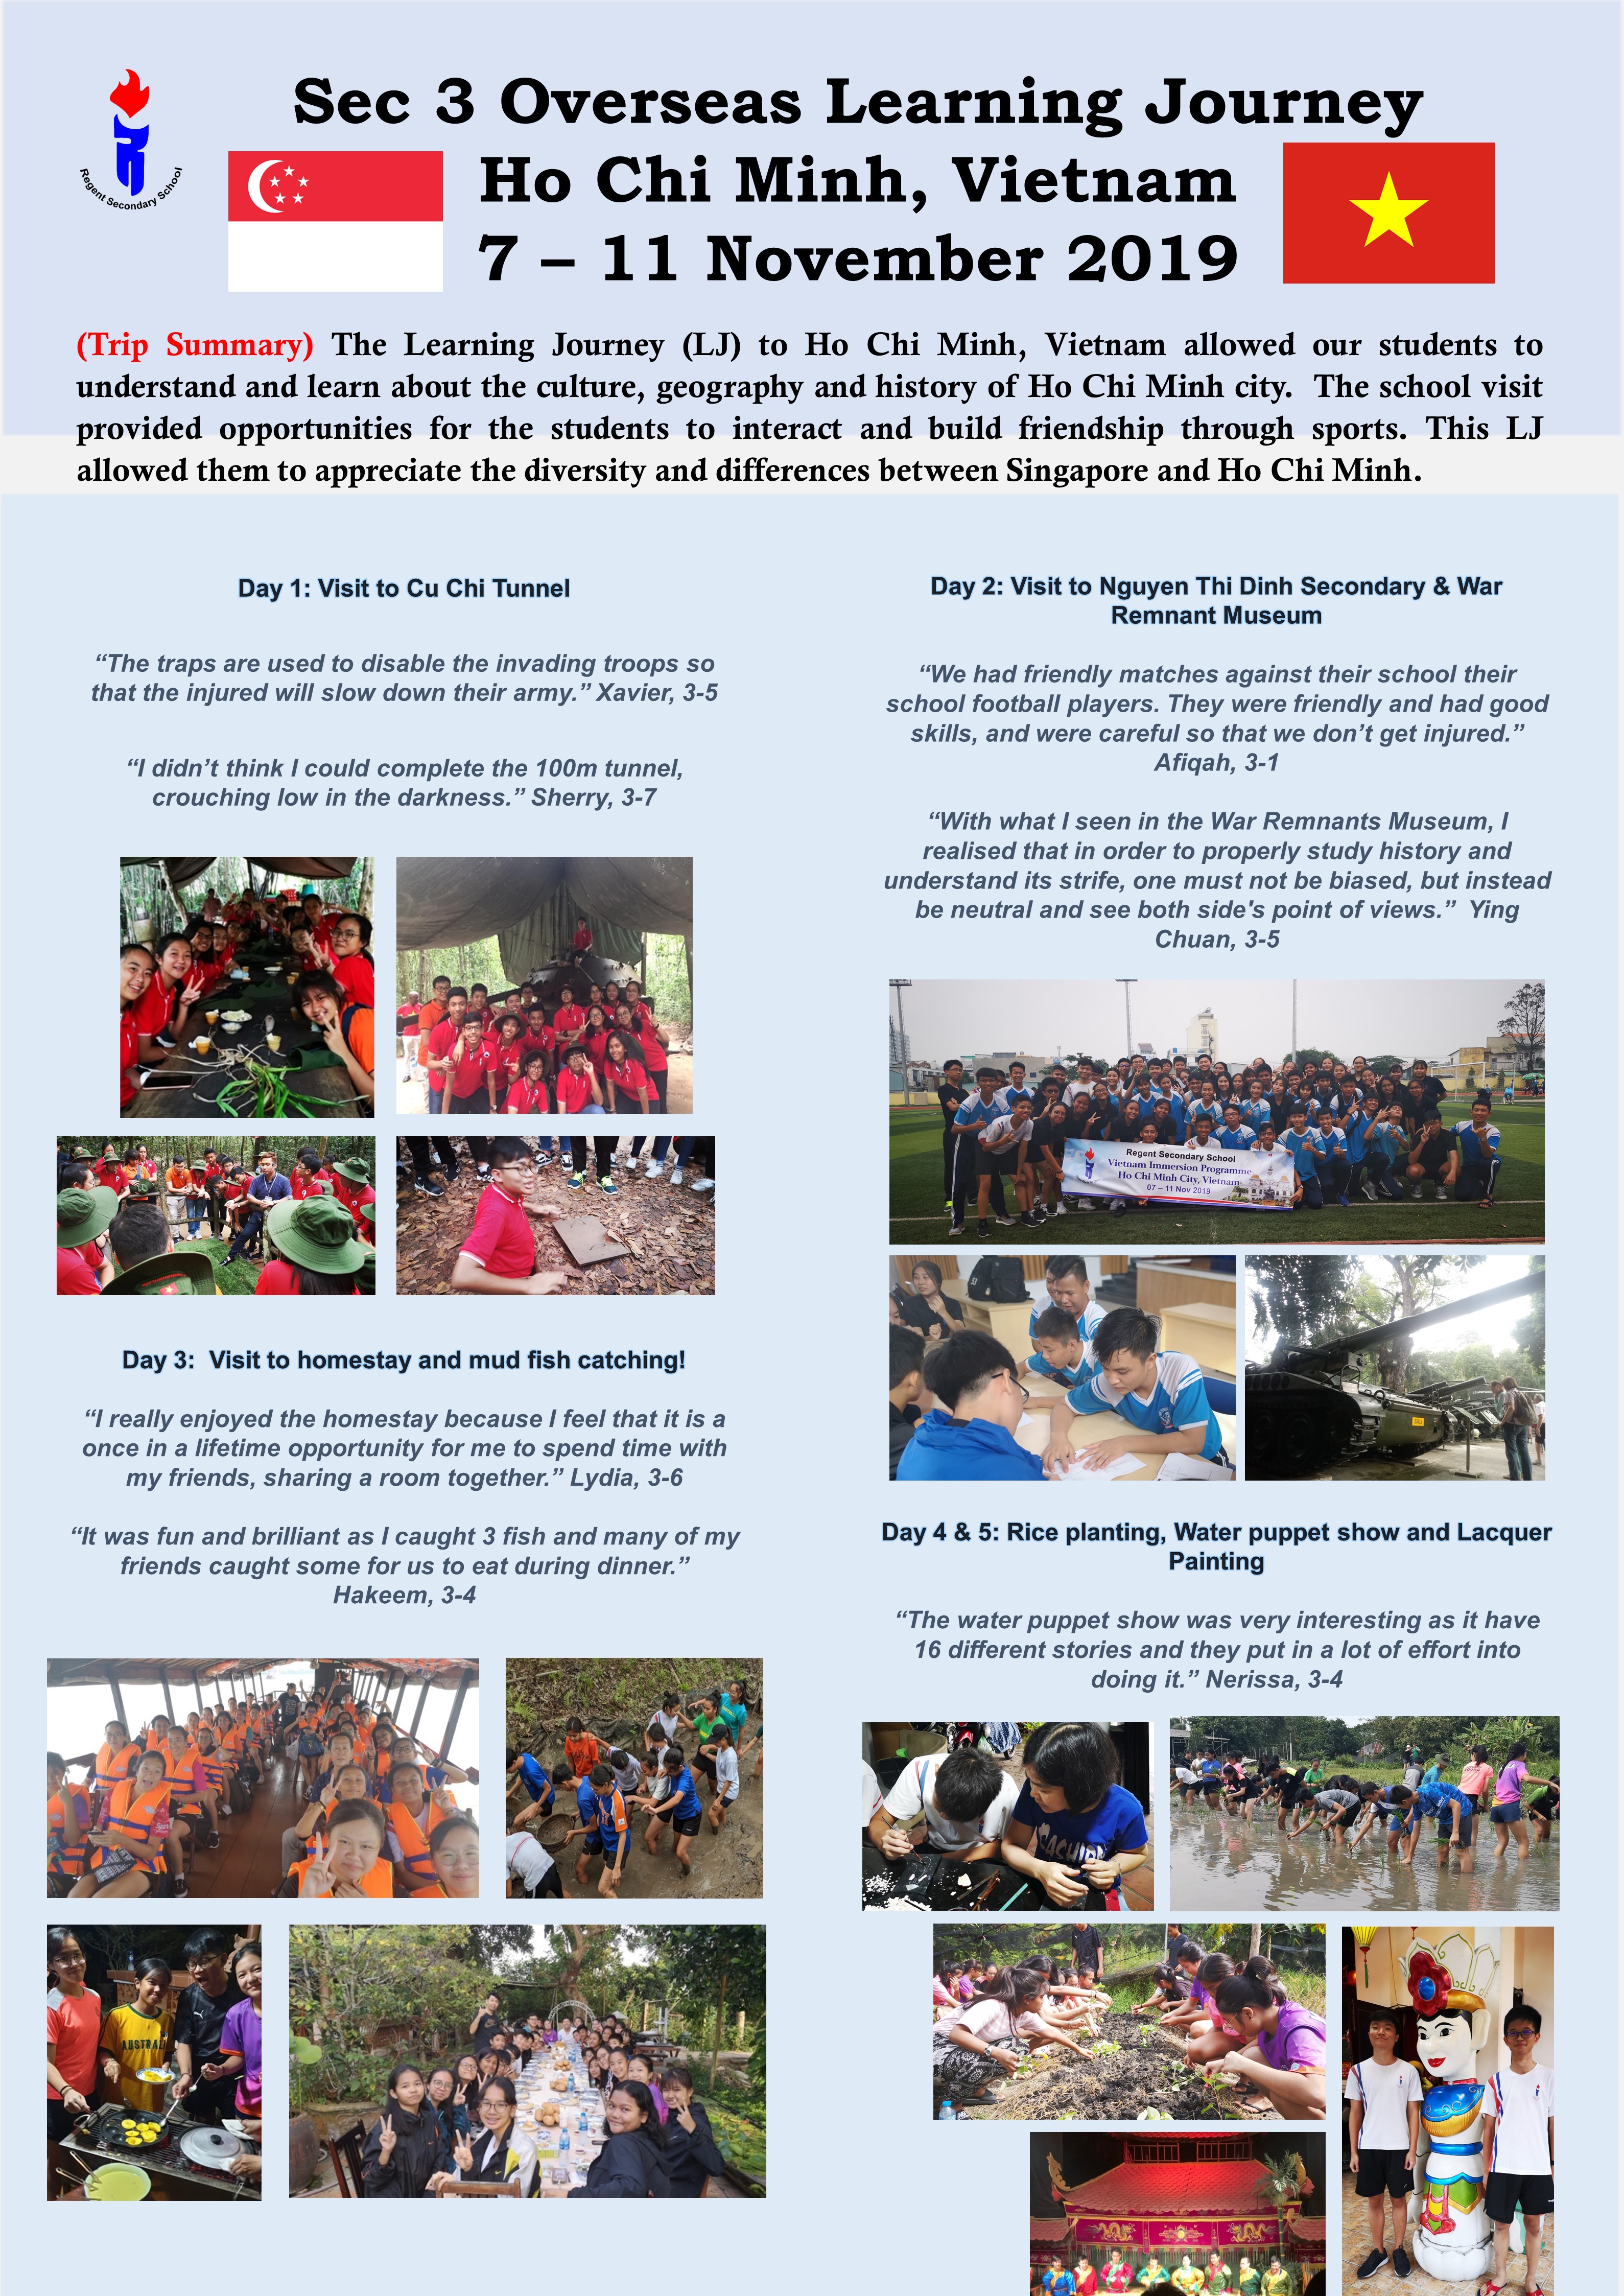 Regent Secondary School
Sec 3 Overseas Learning Journey
Ho Chi Minh, Vietnam
7 – 11 November 2019
(Trip Summary) The Learning Journey (LJ) to Ho Chi Minh, Vietnam allowed our students to
understand and learn about the culture, geography and history of Ho Chi Minh city. The school visit
provided opportunities for the students to interact and build friendship through sports. This LJ
allowed them to appreciate the diversity and differences between Singapore and Ho Chi Minh.
Day 1: Visit to Cu Chi Tunnel
“The traps are used to disable the invading troops so
that the injured will slow down their army.” Xavier, 3-5
“I didn’t think I could complete the 100m tunnel,
crouching low in the darkness.” Sherry, 3-7
Day 2: Visit to Nguyen Thi Dinh Secondary & War
Remnant Museum
“We had friendly matches against their school their
school football players. They were friendly and had good
skills, and were careful so that we don’t get injured.”
Afiqah, 3-1
“With what I seen in the War Remnants Museum, I
realised that in order to properly study history and
understand its strife, one must not be biased, but instead
be neutral and see both side's point of views.” Ying
Chuan, 3-5
Regent Secondary School
Vietnam Immersion Programme
Ho Chi Minh City, Vietnam
07 – 11 Nov 2019
Day 3: Visit to homestay and mud fish catching!
“I really enjoyed the homestay because I feel that it is a
once in a lifetime opportunity for me to spend time with
my friends, sharing a room together.” Lydia, 3-6
“It was fun and brilliant as I caught 3 fish and many of my
friends caught some for us to eat during dinner.”
Hakeem, 3-4
AUSTRAL
Day 4 & 5: Rice planting, Water puppet show and Lacquer
Painting
“The water puppet show was very interesting as it have
16 different stories and they put in a lot of effort into
doing it.” Nerissa, 3-4